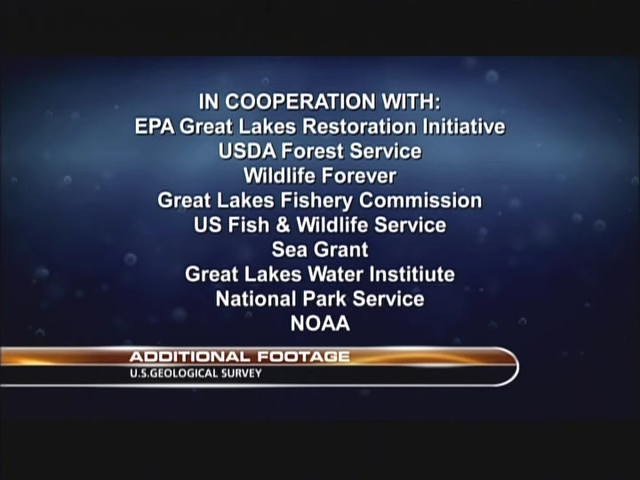 IN COOPERATION WITH:
EPA Great Lakes Restoration Initiative
USDA Forest Service
Wildlife Forever
Great Lakes Fishery Commission
US Fish & Wildlife Service
Sea Grant
Great Lakes Water Institiute
National Park Service
NOAA
ADDITIONAL FOOTAGE
U.S.GEOLOGICAL SURVEY